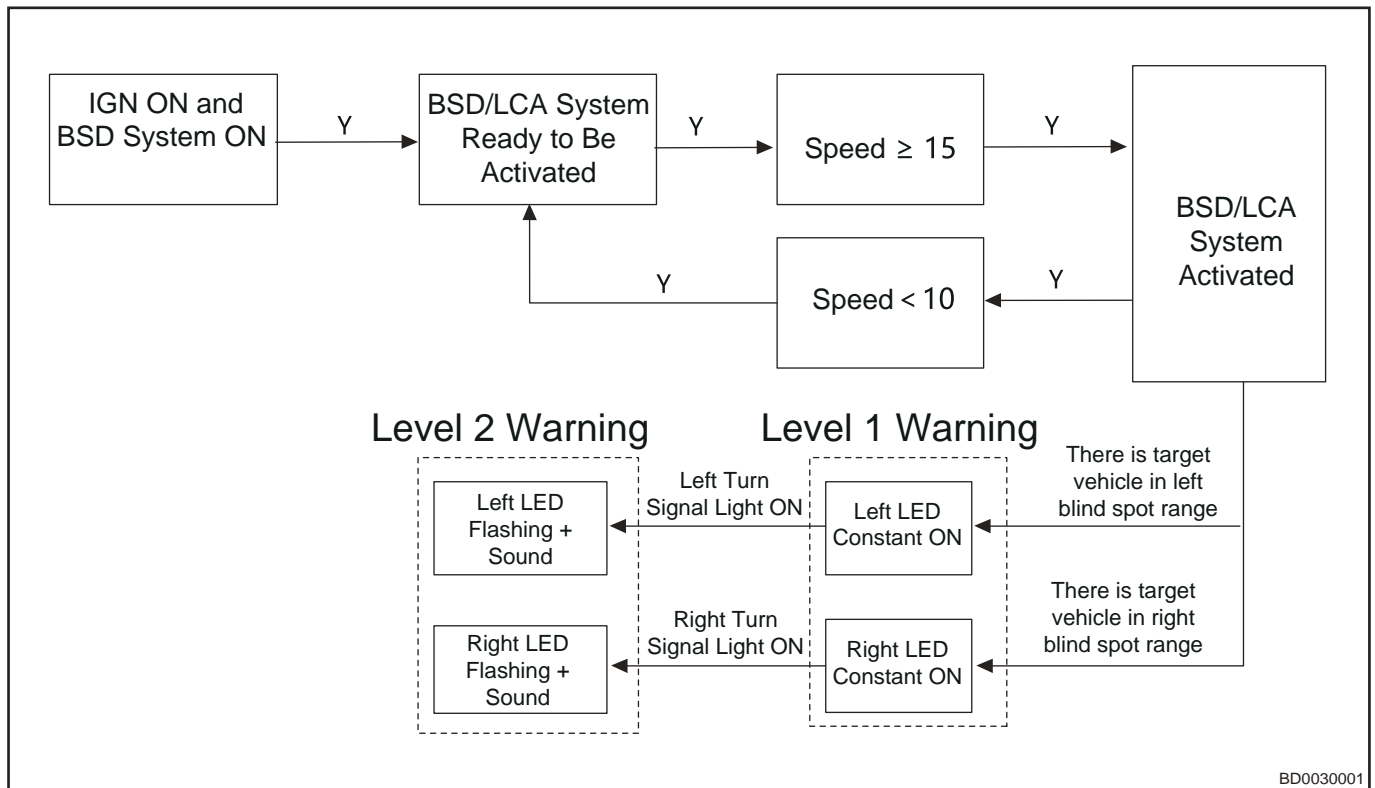 IGN ON and
BSD System ON
Y
BSD/LCA System
Ready to Be
Activated
Y
Speed ≥ 15
Y
BSD/LCA
System
Activated
Y
Speed < 10
Y
Level 2 Warning
Level 1 Warning
There is target
vehicle in left
blind spot range
Left Turn
Signal Light ON
Left LED
Flashing +
Sound
Left LED
Constant ON
There is target
vehicle in right
blind spot range
Right Turn
Signal Light ON
Right LED
Flashing +
Sound
Right LED
Constant ON
BD0030001